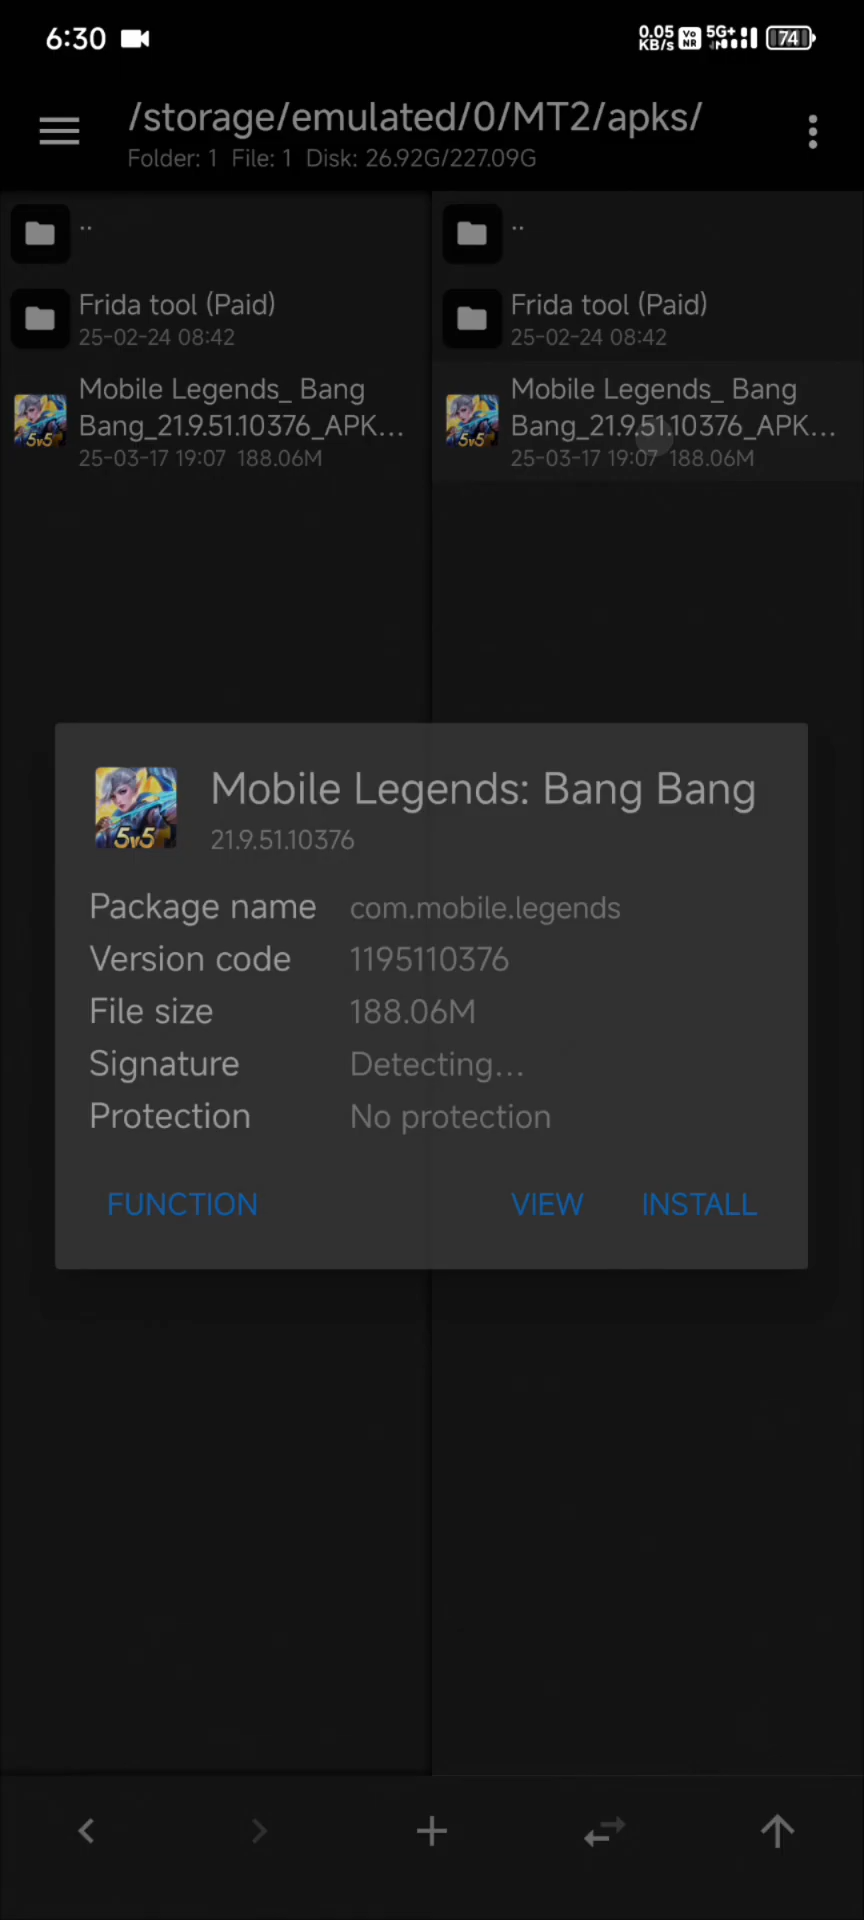 6:30
0.05 KB/s Vo NR 5G+ 74
/storage/emulated/0/MT2/apks/
Folder: 1 File: 1 Disk: 26.92G/227.09G
..
Frida tool (Paid)
25-02-24 08:42
Mobile Legends_ Bang
Bang_21.9.51.10376_APK...
25-03-17 19:07 188.06M
..
Frida tool (Paid)
25-02-24 08:42
Mobile Legends_ Bang
Bang_21.9.51.10376_APK...
25-03-17 19:07 188.06M
5v5
5v5
5v5
Mobile Legends: Bang Bang
21.9.51.10376
Package name com.mobile.legends
Version code 1195110376
File size 188.06M
Signature Detecting...
Protection No protection
FUNCTION VIEW INSTALL